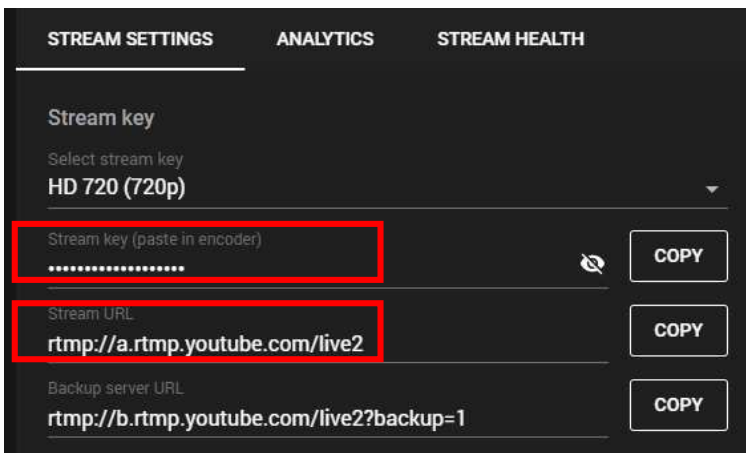 STREAM SETTINGS ANALYTICS STREAM HEALTH
Stream key
Select stream key
HD 720 (720p)
Stream key (paste in encoder)
••••••••••••••••••• COPY
Stream URL
rtmp://a.rtmp.youtube.com/live2 COPY
Backup server URL
rtmp://b.rtmp.youtube.com/live2?backup=1 COPY